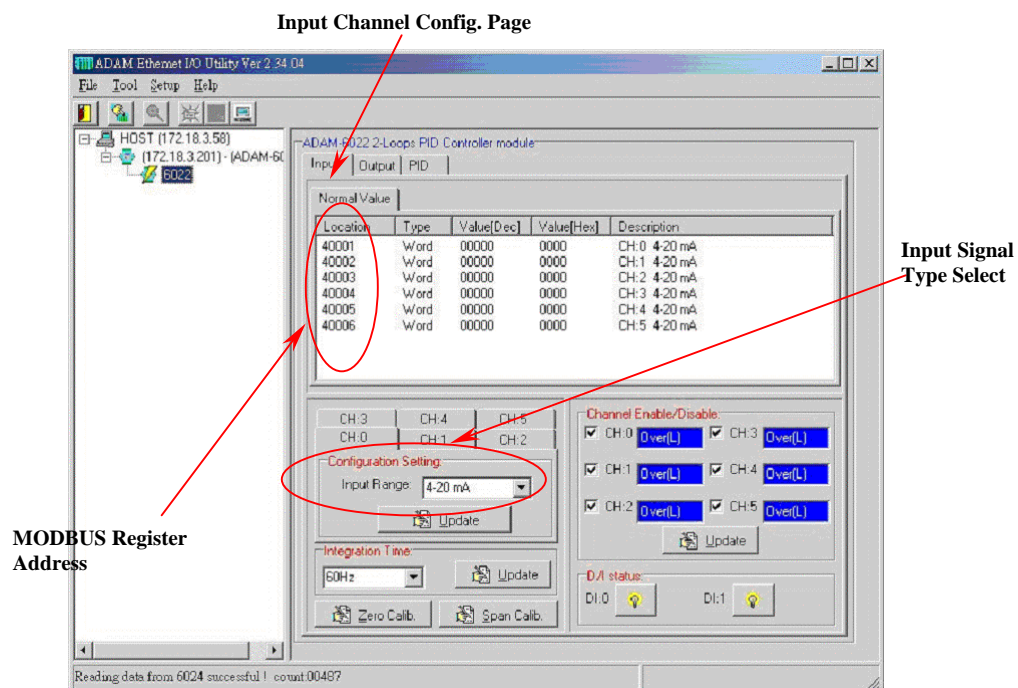 Input Channel Config. Page
ADAM Ethernet I/O Utility Ver 2.34.04
File Tool Setup Help
HOST (172.18.3.58)
(172.18.3.201) - [ADAM-60
6022
ADAM-6022 2-Loops PID Controller module
Input Output PID
Normal Value
Location Type Value[Dec] Value[Hex] Description
40001 Word 00000 0000 CH:0 4-20 mA
40002 Word 00000 0000 CH:1 4-20 mA
40003 Word 00000 0000 CH:2 4-20 mA
40004 Word 00000 0000 CH:3 4-20 mA
40005 Word 00000 0000 CH:4 4-20 mA
40006 Word 00000 0000 CH:5 4-20 mA
Input Signal
Type Select
CH:3 CH:4 CH:5
CH:0 CH:1 CH:2
Configuration Setting:
Input Range: 4-20 mA
Update
Integration Time:
60Hz Update
Zero Calib. Span Calib.
Channel Enable/Disable:
CH:0 Over(L) CH:3 Over(L)
CH:1 Over(L) CH:4 Over(L)
CH:2 Over(L) CH:5 Over(L)
Update
D/I status:
DI:0 DI:1
MODBUS Register
Address
Reading data from 6024 successful ! count:00487